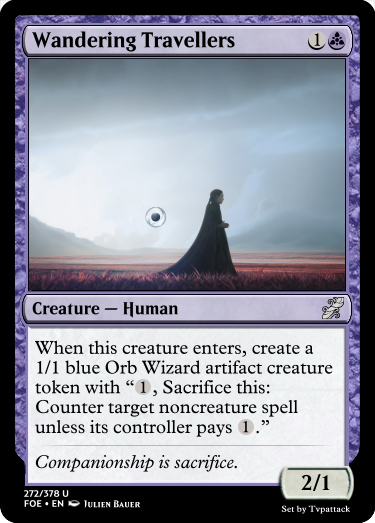 Wandering Travellers 1
Creature — Human
When this creature enters, create a
1/1 blue Orb Wizard artifact creature
token with “1, Sacrifice this:
Counter target noncreature spell
unless its controller pays 1.”
Companionship is sacrifice.
2/1
272/378 U
FOE • EN Julien Bauer
Set by Tvpattack